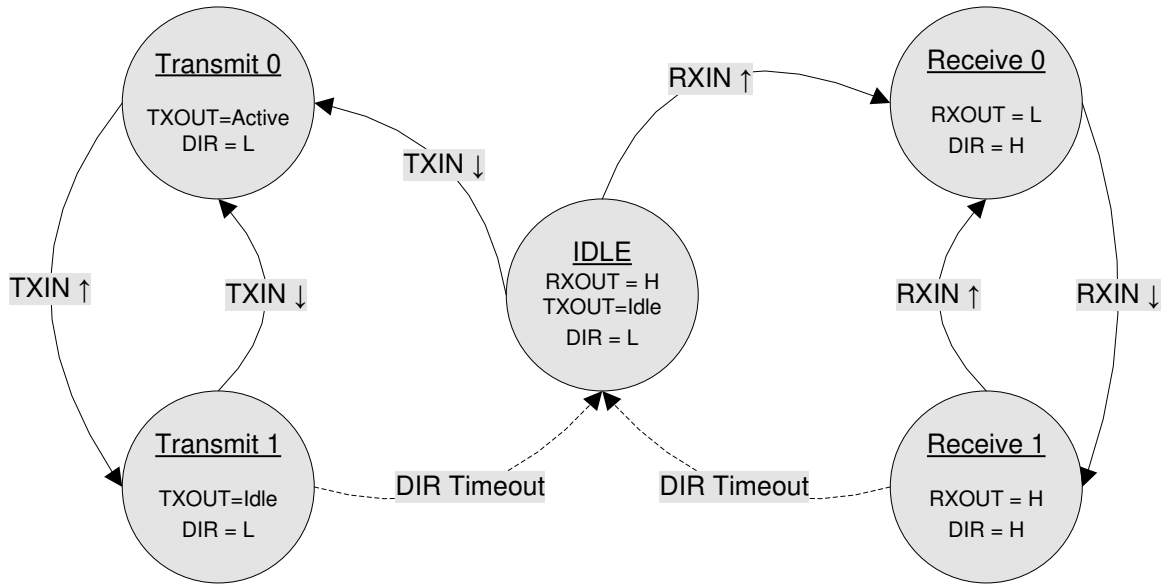 Transmit 0
TXOUT=Active
DIR = L
Receive 0
RXOUT = L
DIR = H
RXIN ↑
TXIN ↓
IDLE
RXOUT = H
TXOUT=Idle
DIR = L
TXIN ↑
TXIN ↓
RXIN ↑
RXIN ↓
Transmit 1
TXOUT=Idle
DIR = L
DIR Timeout
DIR Timeout
Receive 1
RXOUT = H
DIR = H